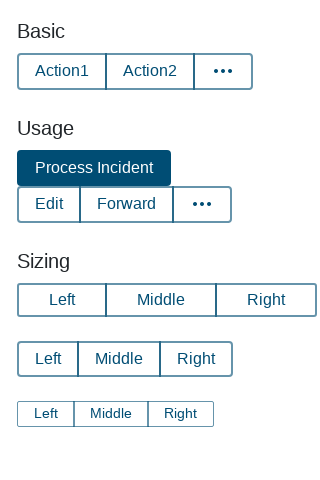 Basic
Action1 Action2 •••
Usage
Process Incident
Edit Forward •••
Sizing
Left Middle Right
Left Middle Right
Left Middle Right